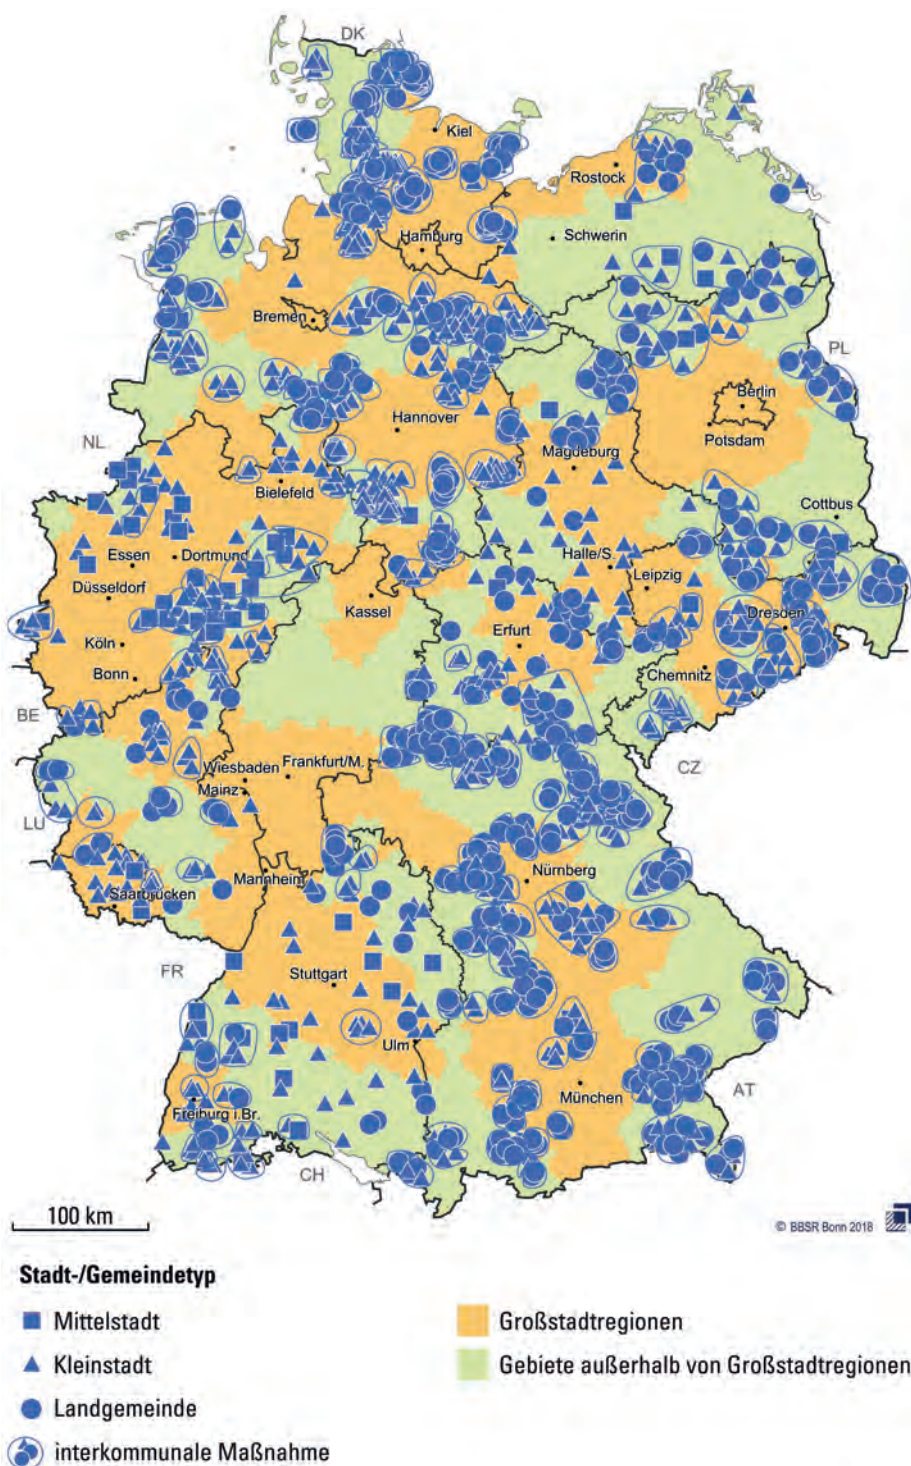 DK
Kiel
Rostock
Schwerin
Hamburg
Bremen
PL
Berlin
Hannover
Potsdam
NL
Magdeburg
Bielefeld
Cottbus
Essen
Dortmund
Halle/S.
Leipzig
Düsseldorf
Kassel
Dresden
Erfurt
Köln
Chemnitz
Bonn
BE
Wiesbaden
Frankfurt/M.
CZ
Mainz
LU
Nürnberg
Mannheim
Saarbrücken
FR
Stuttgart
Ulm
AT
München
Freiburg i.Br.
CH
100 km
© BBSR Bonn 2018
Stadt-/Gemeindetyp
Mittelstadt
Großstadtregionen
Kleinstadt
Gebiete außerhalb von Großstadtregionen
Landgemeinde
interkommunale Maßnahme